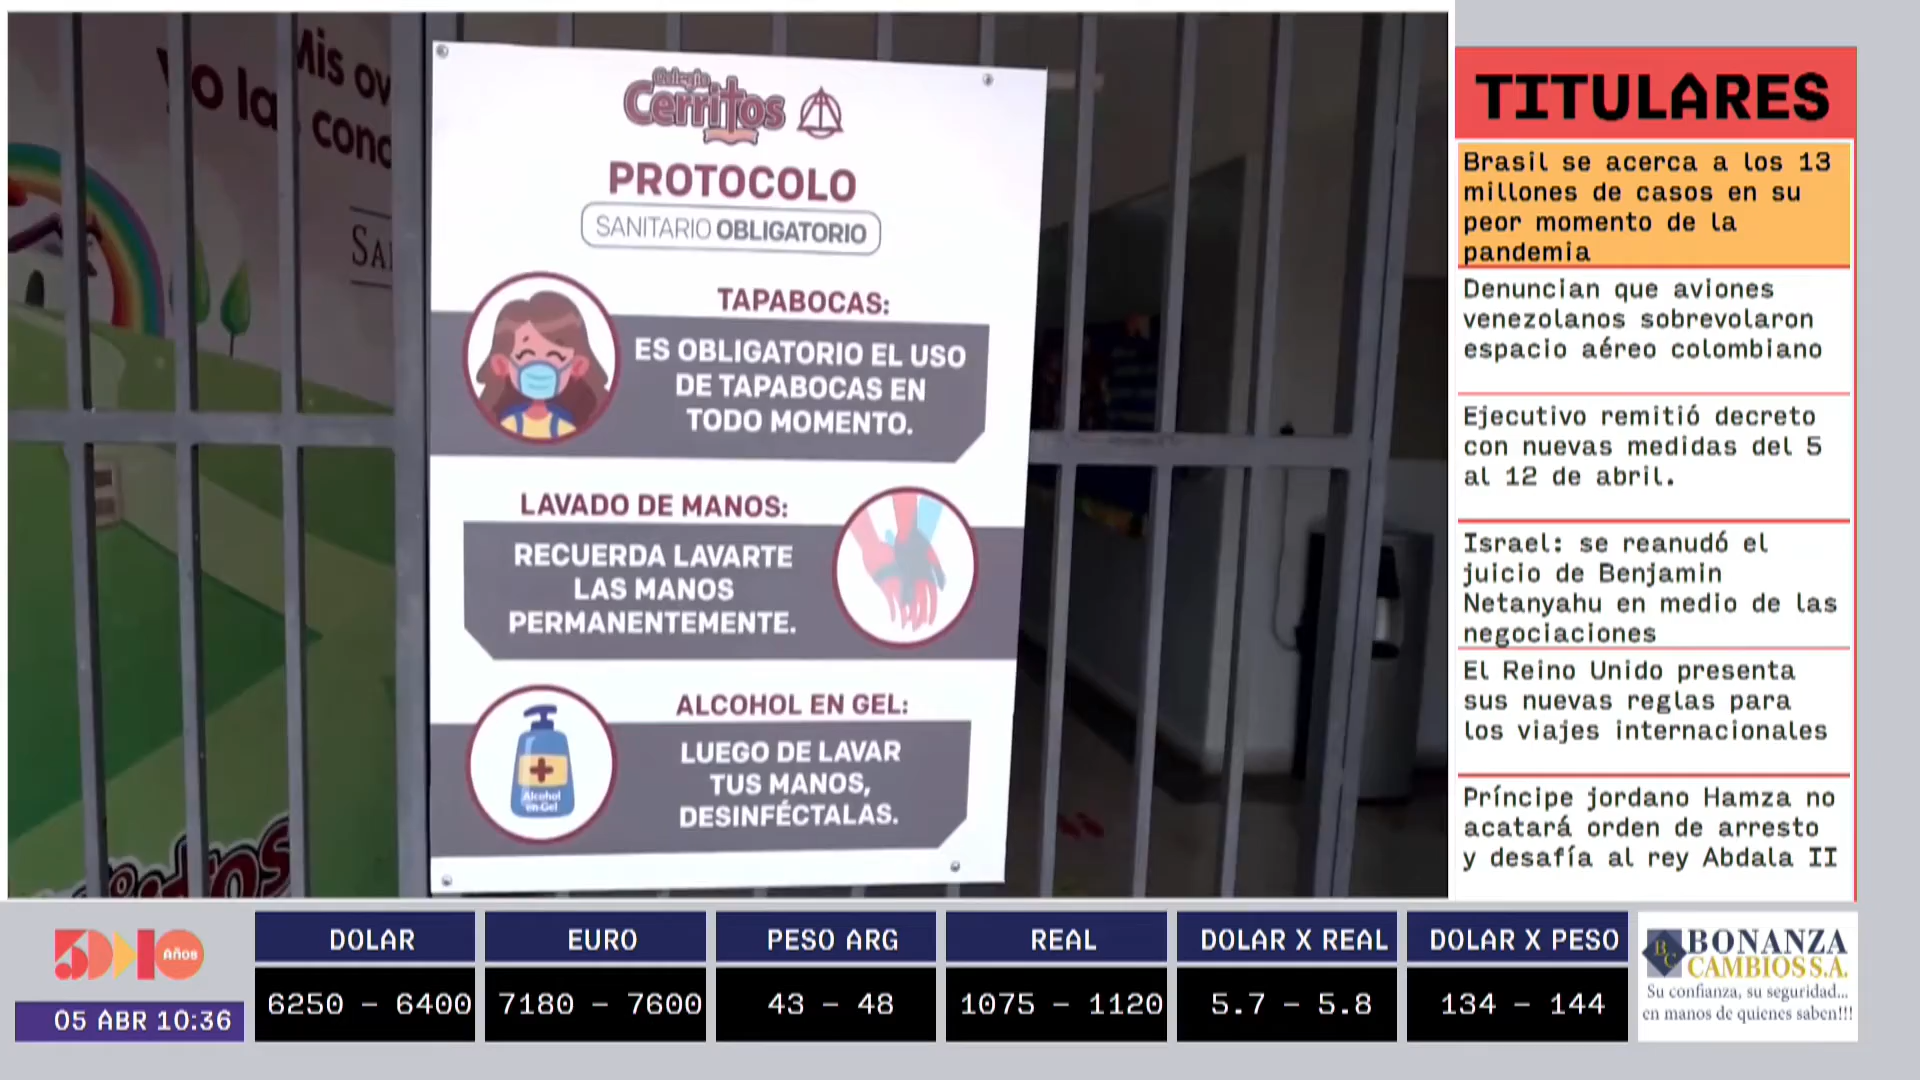 Mis ov
Yo la conc
Colegio
Cerritos
PROTOCOLO
SANITARIO OBLIGATORIO
TAPABOCAS:
ES OBLIGATORIO EL USO
DE TAPABOCAS EN
TODO MOMENTO.
LAVADO DE MANOS:
RECUERDA LAVARTE
LAS MANOS
PERMANENTEMENTE.
ALCOHOL EN GEL:
Alcohol
en Gel
LUEGO DE LAVAR
TUS MANOS,
DESINFÉCTALAS.
TITULARES
Brasil se acerca a los 13
millones de casos en su
peor momento de la
pandemia
Denuncian que aviones
venezolanos sobrevolaron
espacio aéreo colombiano
Ejecutivo remitió decreto
con nuevas medidas del 5
al 12 de abril.
Israel: se reanudó el
juicio de Benjamin
Netanyahu en medio de las
negociaciones
El Reino Unido presenta
sus nuevas reglas para
los viajes internacionales
Príncipe jordano Hamza no
acatará orden de arresto
y desafía al rey Abdala II
Años
05 ABR 10:36
DOLAR
6250 - 6400
EURO
7180 - 7600
PESO ARG
43 - 48
REAL
1075 - 1120
DOLAR X REAL
5.7 - 5.8
DOLAR X PESO
134 - 144
BC
BONANZA
CAMBIOS S.A.
Su confianza, su seguridad...
en manos de quienes saben!!!